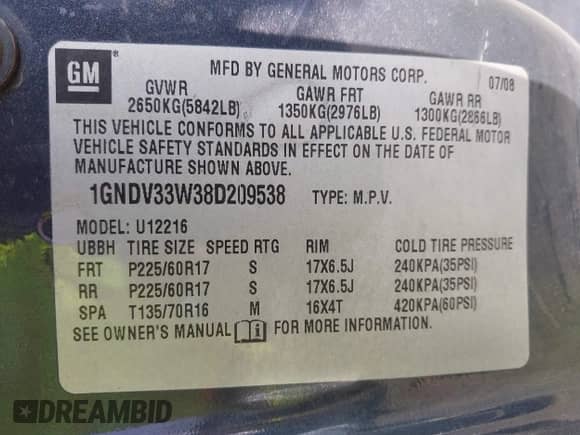 GM ®
MFD BY GENERAL MOTORS CORP. 07/08
GVWR GAWR FRT GAWR RR
2650KG(5842LB) 1350KG(2976LB) 1300KG(2866LB)
THIS VEHICLE CONFORMS TO ALL APPLICABLE U.S. FEDERAL MOTOR
VEHICLE SAFETY STANDARDS IN EFFECT ON THE DATE OF
MANUFACTURE SHOWN ABOVE.
1GNDV33W38D209538 TYPE: M.P.V.
MODEL: U12216
UBBH TIRE SIZE SPEED RTG RIM COLD TIRE PRESSURE
FRT P225/60R17 S 17X6.5J 240KPA(35PSI)
RR P225/60R17 S 17X6.5J 240KPA(35PSI)
SPA T135/70R16 M 16X4T 420KPA(60PSI)
SEE OWNER'S MANUAL FOR MORE INFORMATION.
DREAMBID